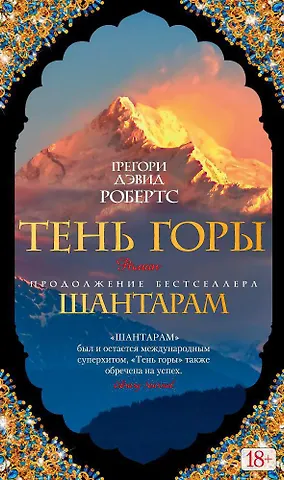 ГРЕГОРИ
ДЭВИД
РОБЕРТС
ТЕНЬ ГОРЫ
Роман
ПРОДОЛЖЕНИЕ БЕСТСЕЛЛЕРА
ШАНТАРАМ
«ШАНТАРАМ»
был и остается международным
суперхитом, «Тень горы» также
обречена на успех.
18+